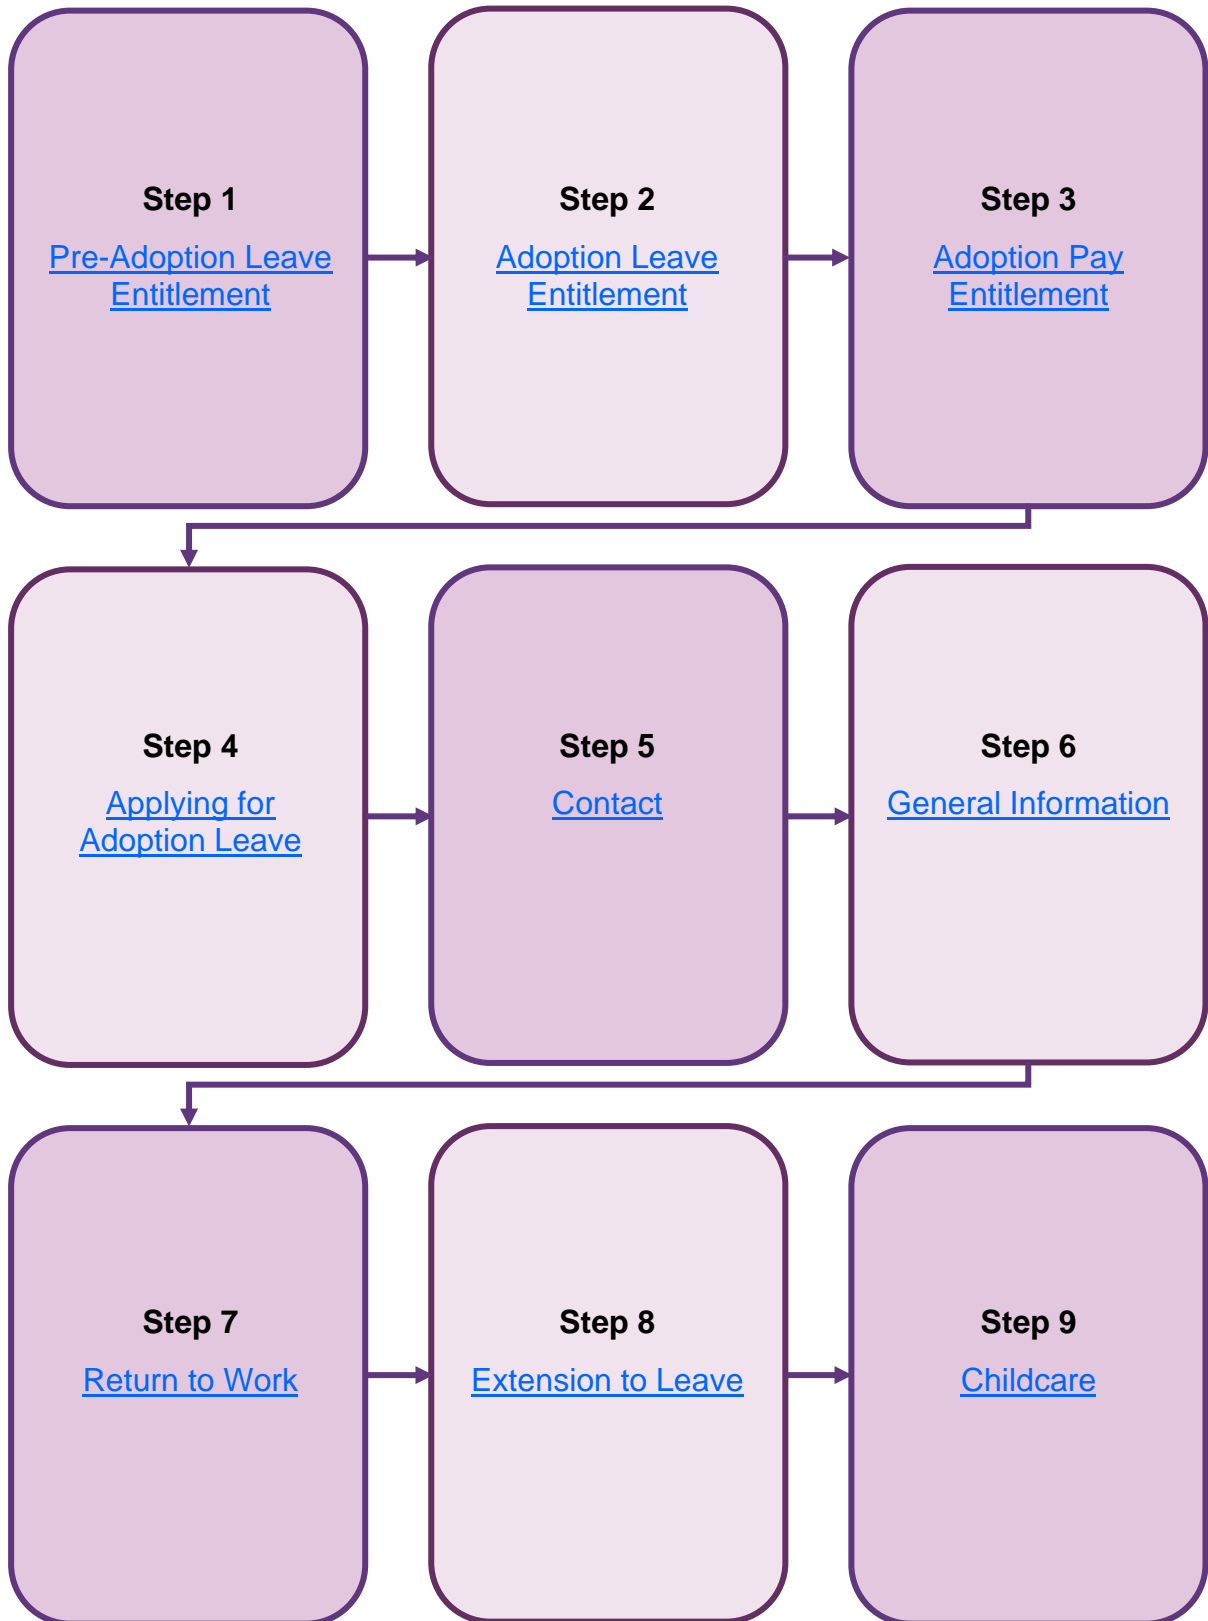 Step 1
Pre-Adoption Leave
Entitlement
Step 2
Adoption Leave
Entitlement
Step 3
Adoption Pay
Entitlement
Step 4
Applying for
Adoption Leave
Step 5
Contact
Step 6
General Information
Step 7
Return to Work
Step 8
Extension to Leave
Step 9
Childcare